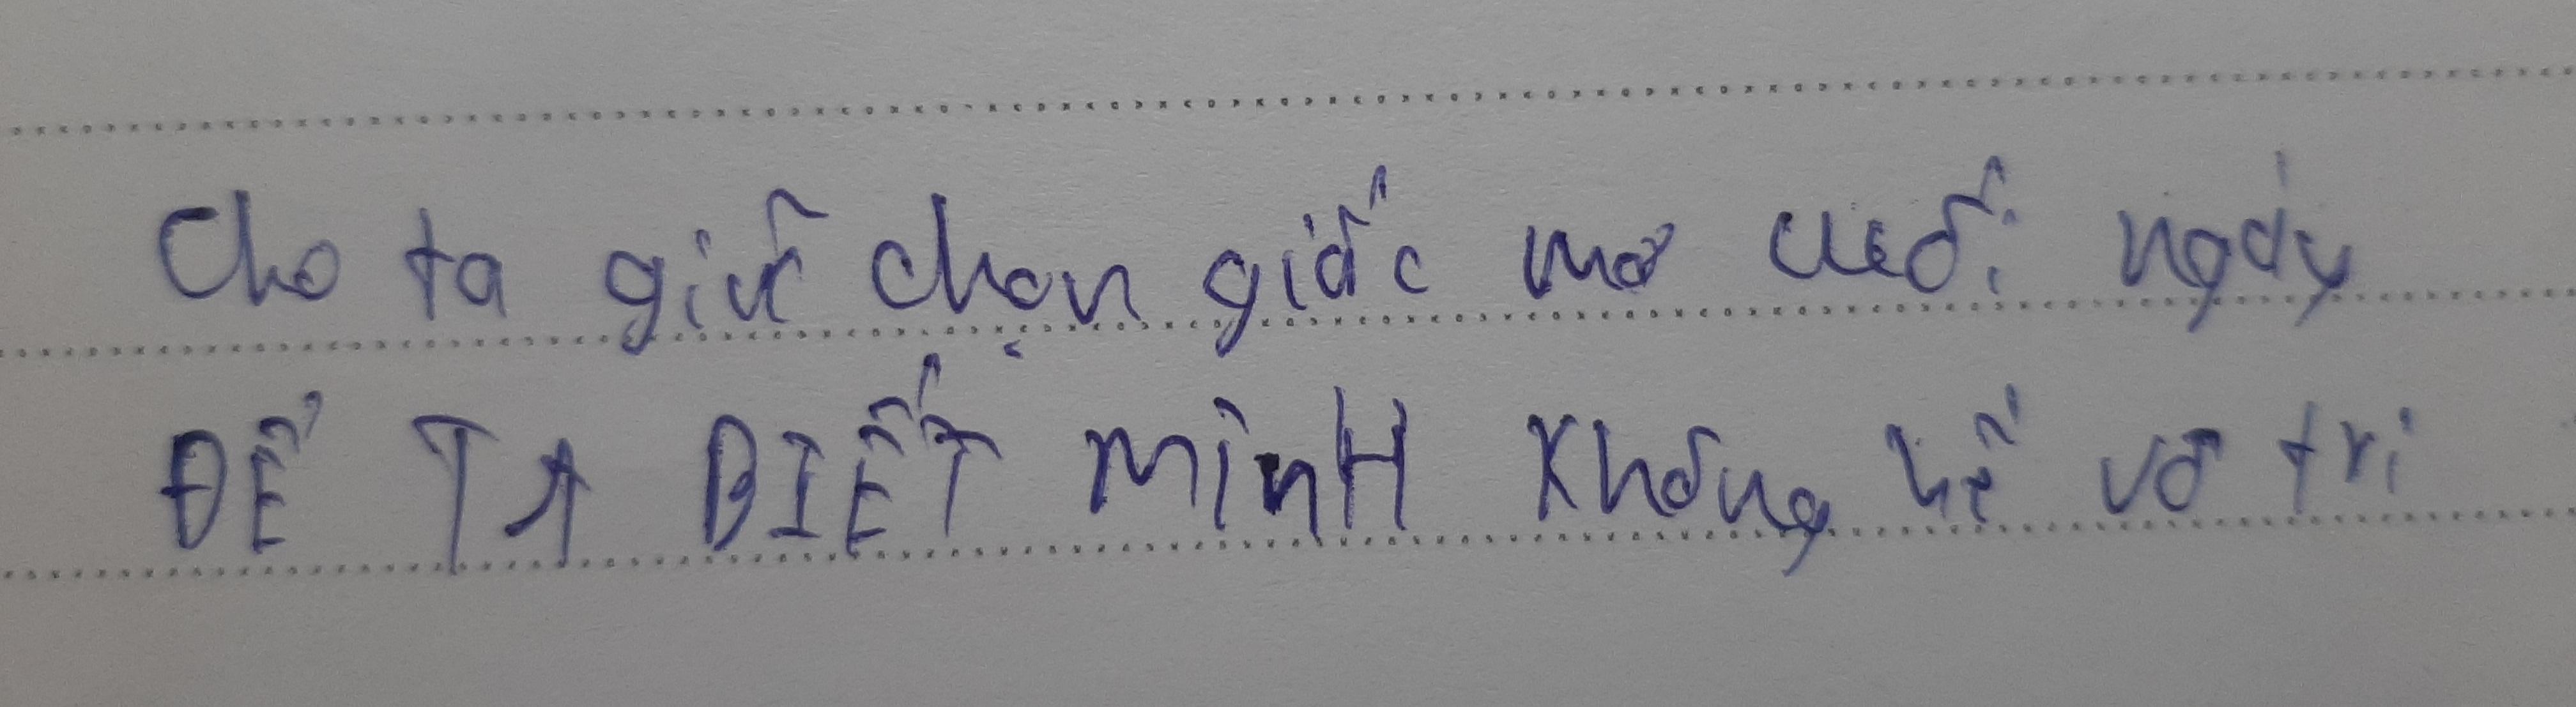 Cho ta giữ chọn giấc mơ cuối ngày
ĐỂ TA BIẾT mìnH Không hề vô tri